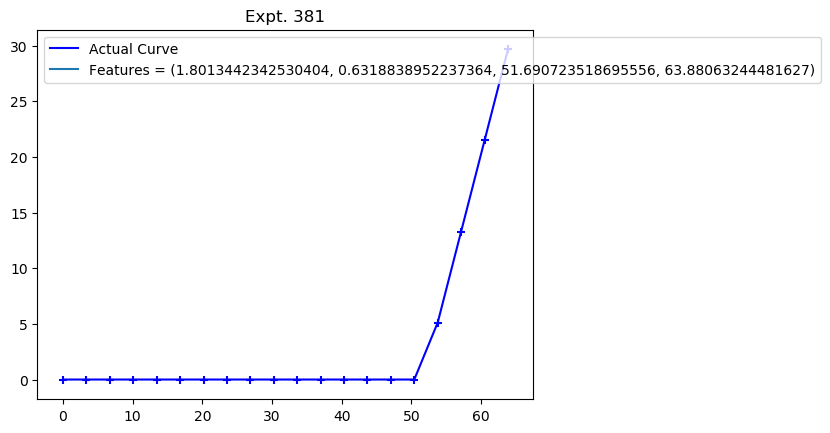 Expt. 381
Actual Curve
Features = (1.8013442342530404, 0.6318838952237364, 51.690723518695556, 63.88063244481627)
30
25
20
15
10
5
0
0 10 20 30 40 50 60